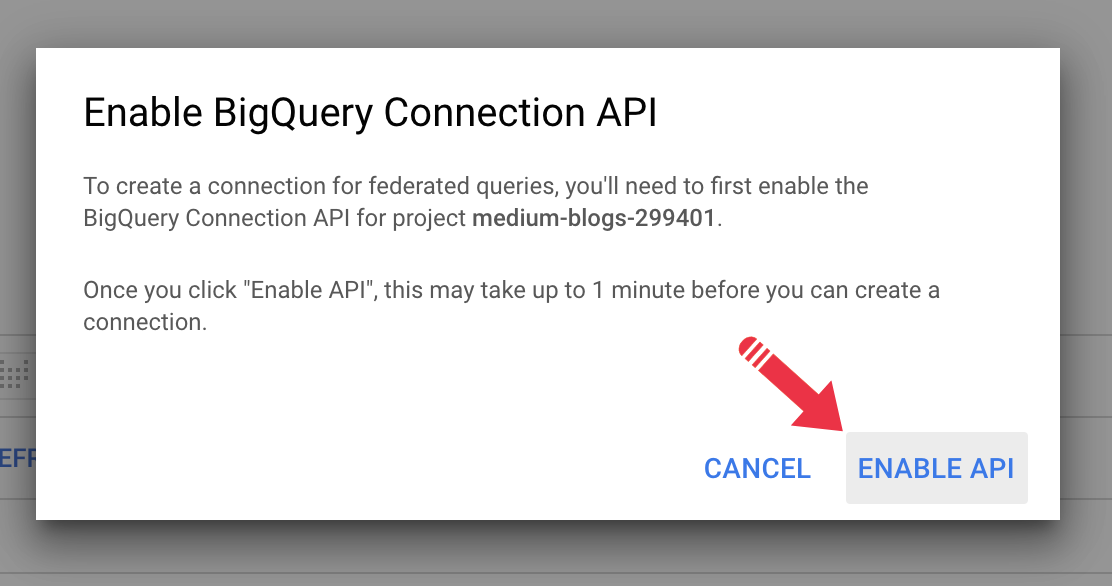 Enable BigQuery Connection API
To create a connection for federated queries, you'll need to first enable the
BigQuery Connection API for project medium-blogs-299401.
Once you click "Enable API", this may take up to 1 minute before you can create a
connection.
CANCEL ENABLE API